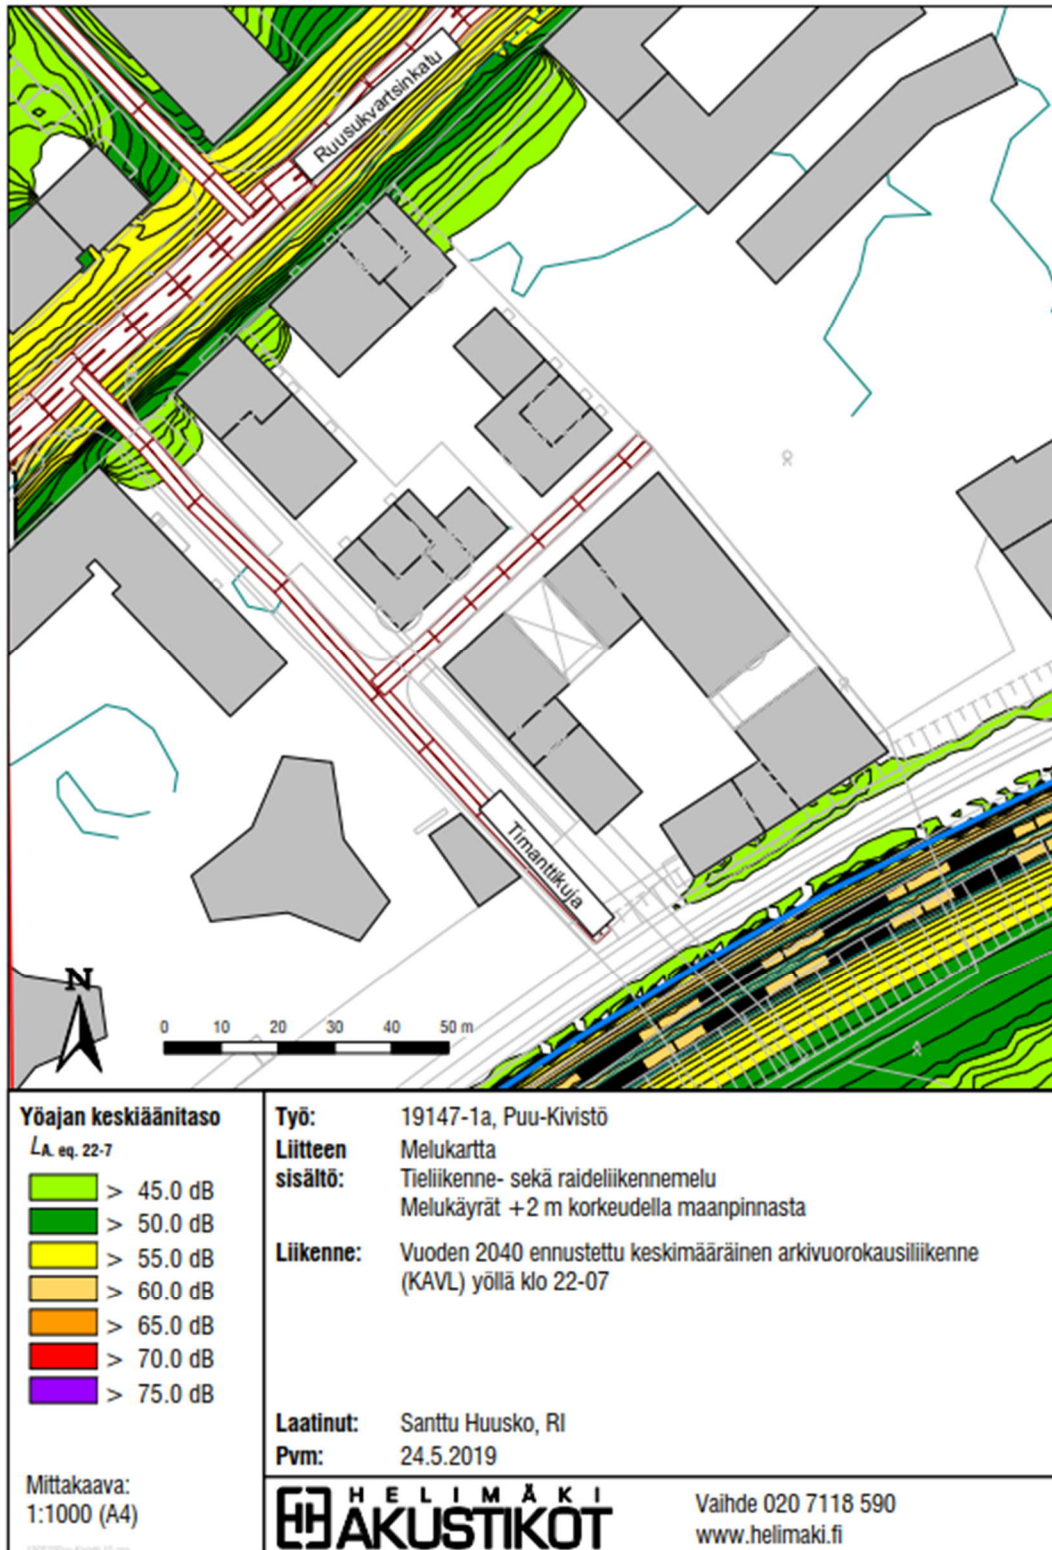 Ruusukvartsinkatu
Timanttikuja
N
0 10 20 30 40 50 m
Yöajan keskiäänitaso
LA, eq, 22-7
> 45.0 dB
> 50.0 dB
> 55.0 dB
> 60.0 dB
> 65.0 dB
> 70.0 dB
> 75.0 dB
Mittakaava:
1:1000 (A4)
Työ: 19147-1a, Puu-Kivistö
Liitteen Melukartta
sisältö: Tieliikenne- sekä raideliikennemelu
Melukäyrät +2 m korkeudella maanpinnasta
Liikenne: Vuoden 2040 ennustettu keskimääräinen arkivuorokausiliikenne
(KAVL) yöllä klo 22-07
Laatinut: Santtu Huusko, RI
Pvm: 24.5.2019
HELIMÄKI
AKUSTIKOT
Vaihde 020 7118 590
www.helimaki.fi